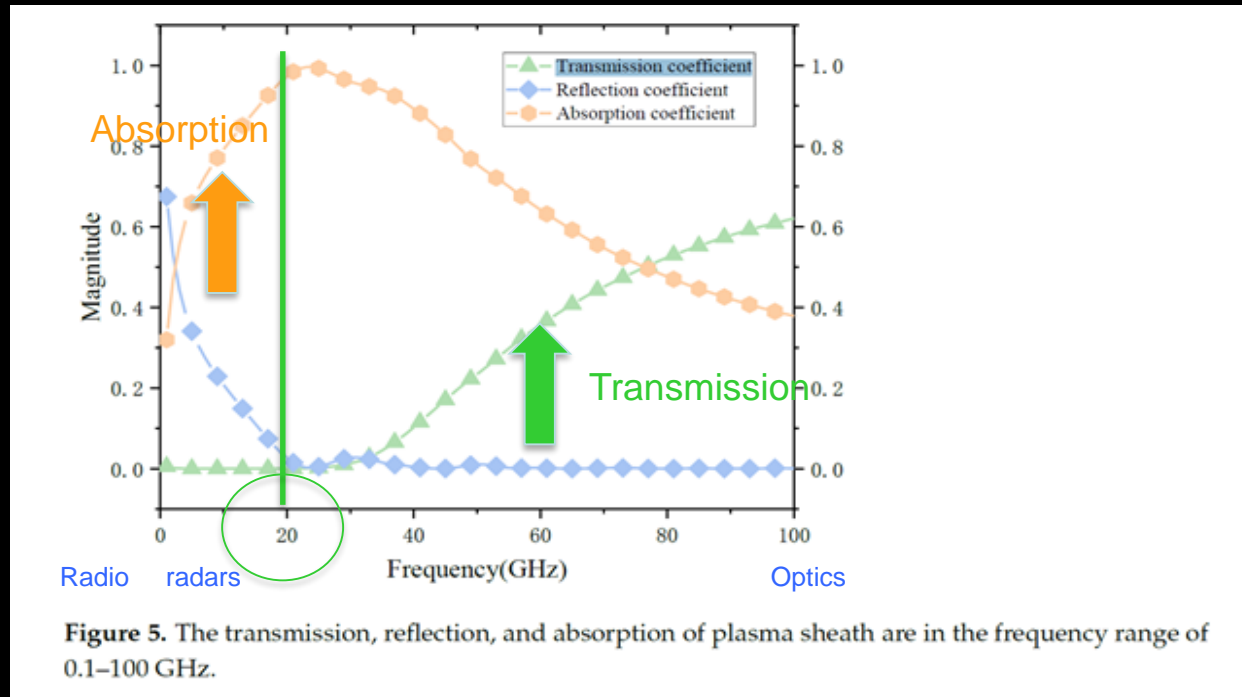 Transmission coefficient
Reflection coefficient
Absorption coefficient
Absorption
Transmission
Magnitude
1.0
0.8
0.6
0.4
0.2
0.0
1.0
0.8
0.6
0.4
0.2
0.0
0 20 40 60 80 100
Frequency(GHz)
Radio radars Optics
Figure 5. The transmission, reflection, and absorption of plasma sheath are in the frequency range of
0.1–100 GHz.